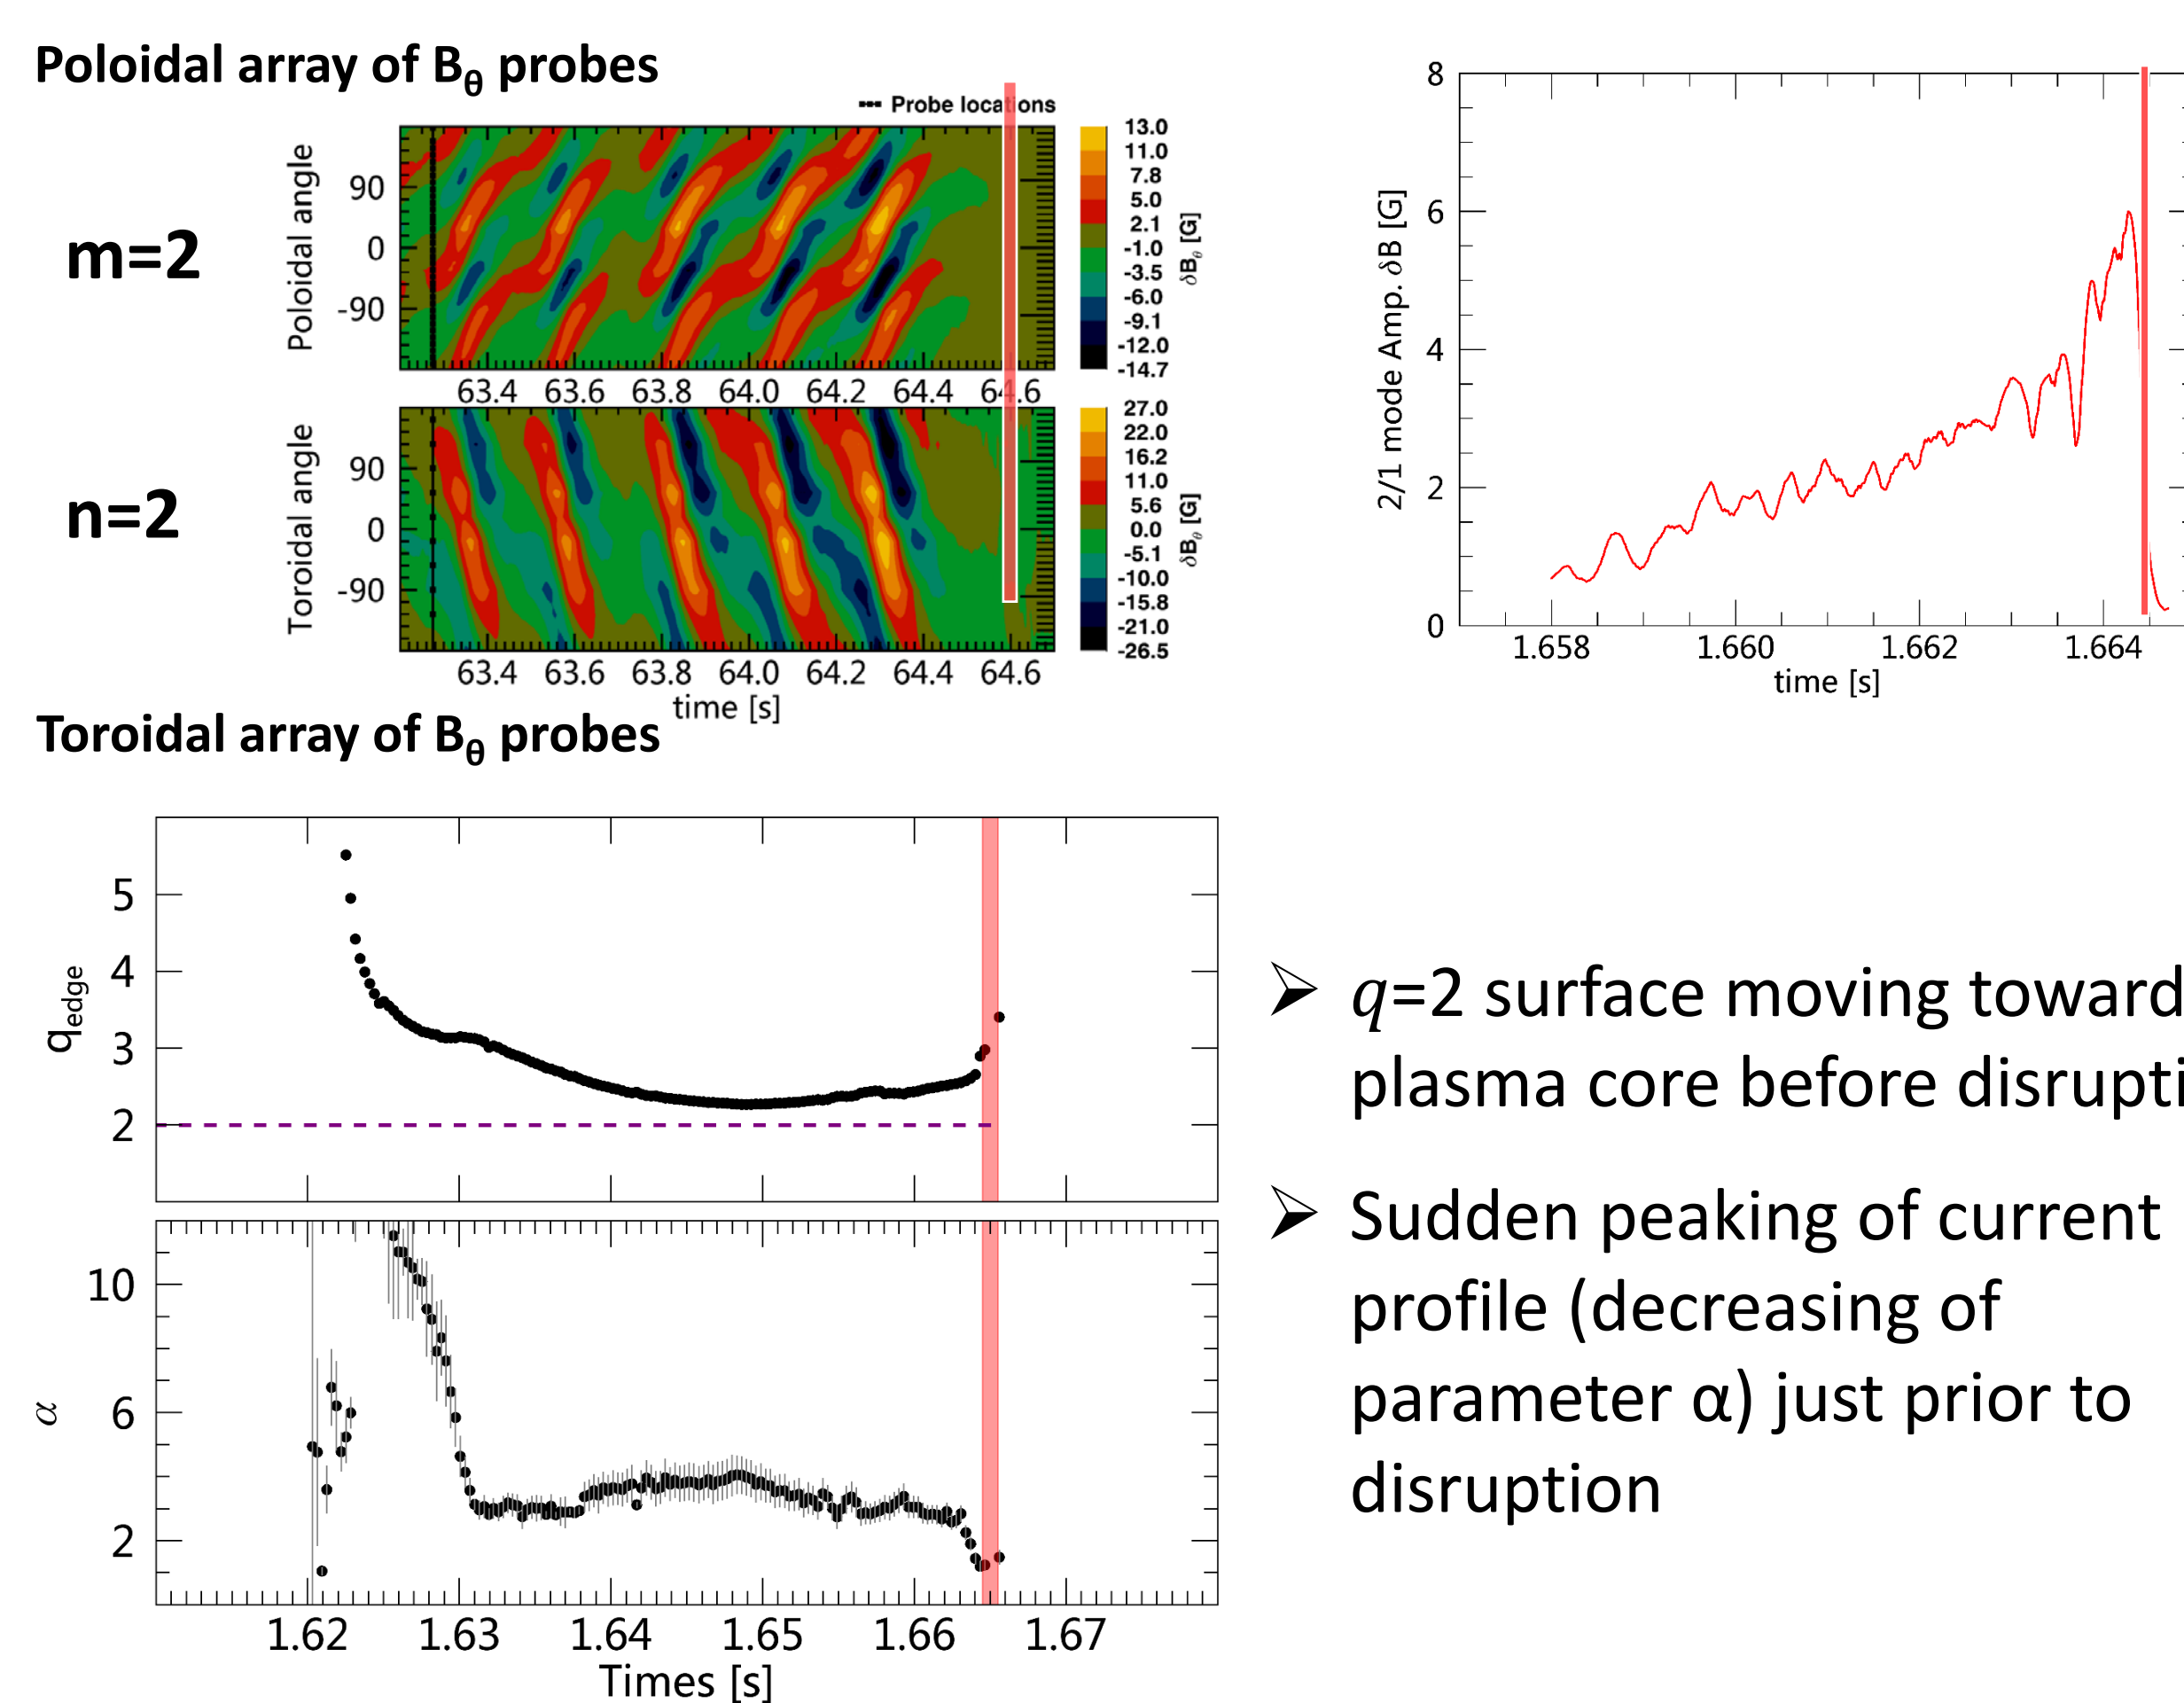 Poloidal array of Bθ probes
Probe locations
m=2
Poloidal angle
90
0
-90
63.4 63.6 63.8 64.0 64.2 64.4 64.6
13.0
11.0
7.8
5.0
2.1
-1.0
-3.5
-6.0
-9.1
-12.0
-14.7
δBθ [G]
n=2
Toroidal angle
90
0
-90
63.4 63.6 63.8 64.0 64.2 64.4 64.6
time [s]
27.0
22.0
16.2
11.0
5.6
0.0
-5.1
-10.0
-15.8
-21.0
-26.5
δBθ [G]
Toroidal array of Bθ probes
2/1 mode Amp. δB [G]
8
6
4
2
0
1.658 1.660 1.662 1.664
time [s]
qedge
5
4
3
2
α
10
6
2
1.62 1.63 1.64 1.65 1.66 1.67
Times [s]
➢ q=2 surface moving toward
plasma core before disrupti
➢ Sudden peaking of current
profile (decreasing of
parameter α) just prior to
disruption